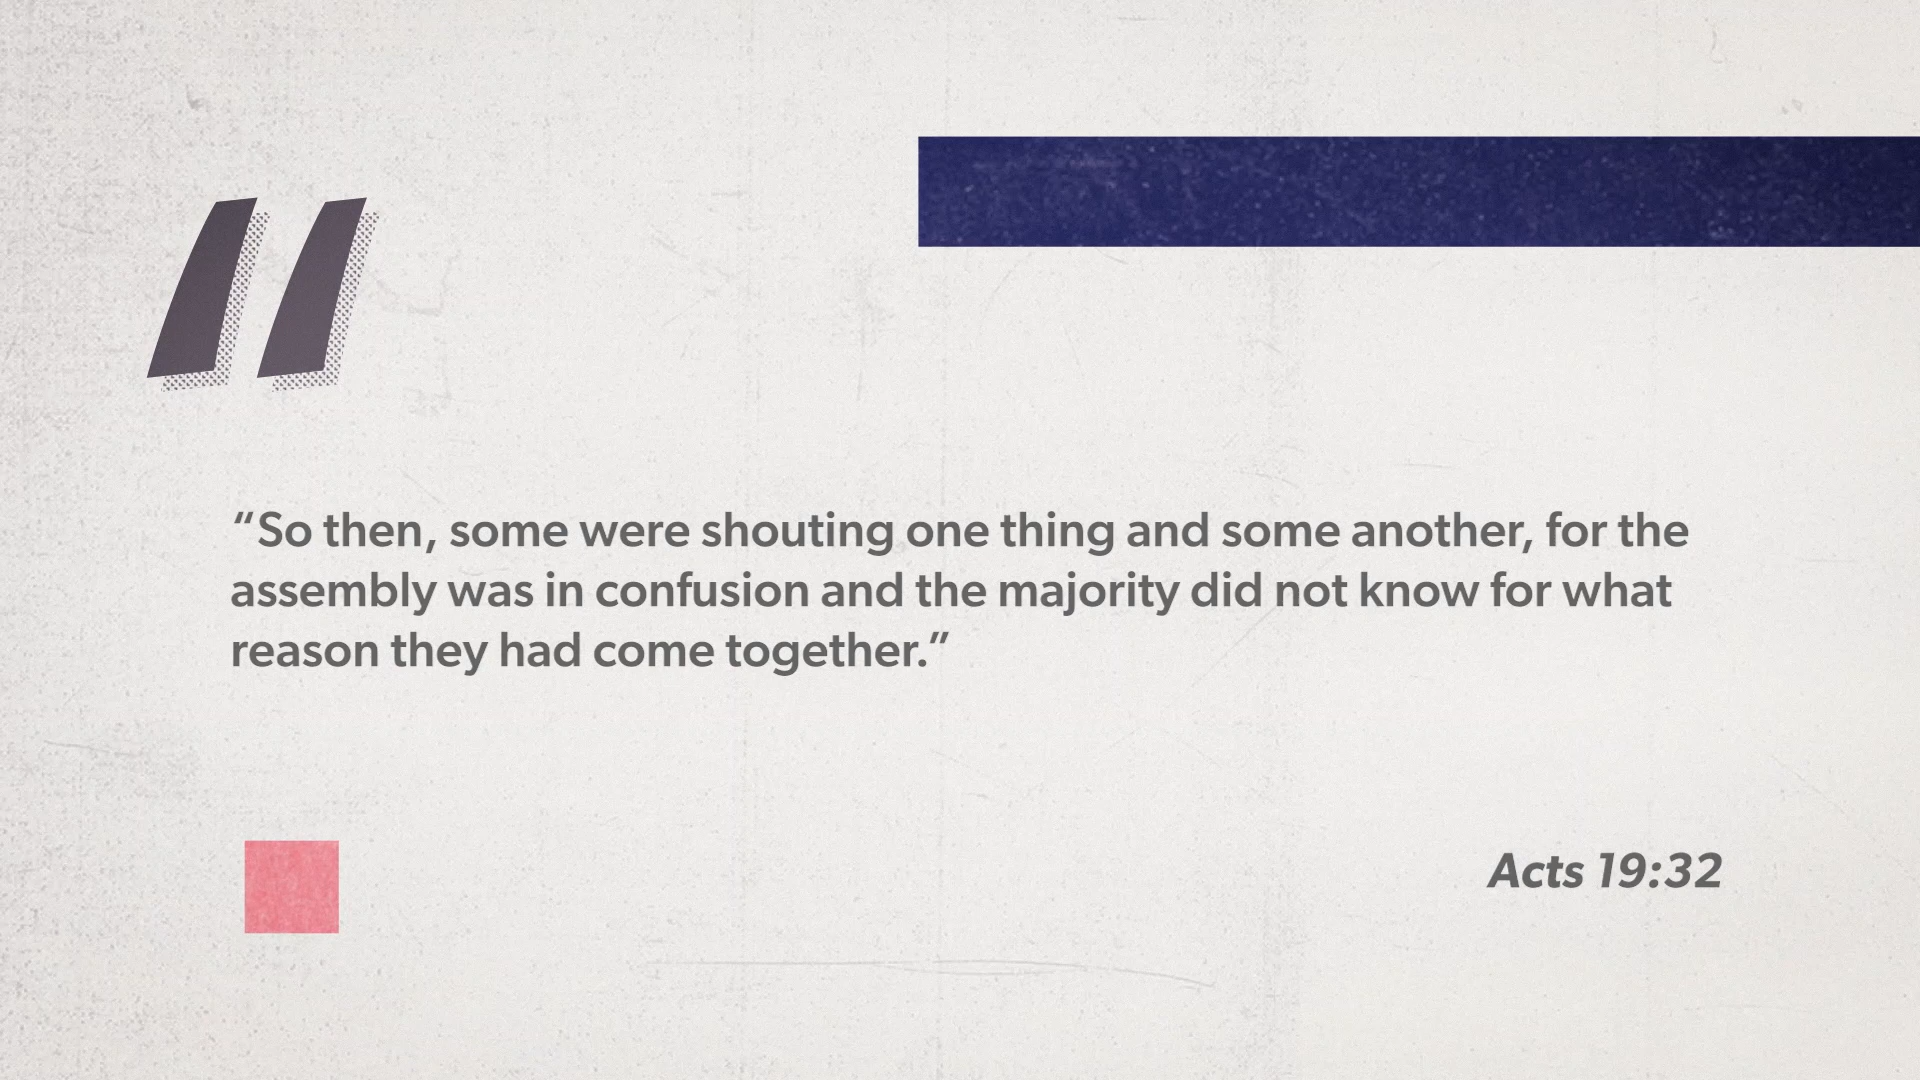 “So then, some were shouting one thing and some another, for the
assembly was in confusion and the majority did not know for what
reason they had come together.”
Acts 19:32